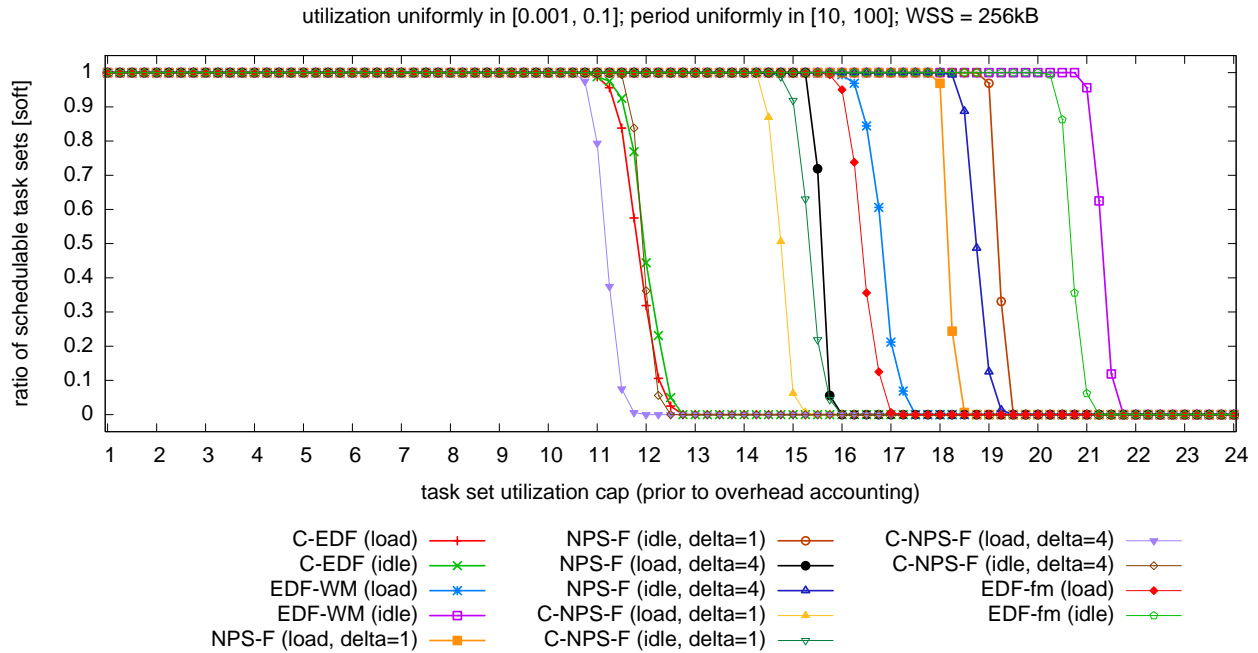 utilization uniformly in [0.001, 0.1]; period uniformly in [10, 100]; WSS = 256kB
ratio of schedulable task sets [soft]
1
0.9
0.8
0.7
0.6
0.5
0.4
0.3
0.2
0.1
0
1 2 3 4 5 6 7 8 9 10 11 12 13 14 15 16 17 18 19 20 21 22 23 24
task set utilization cap (prior to overhead accounting)
C-EDF (load)
C-EDF (idle)
EDF-WM (load)
EDF-WM (idle)
NPS-F (load, delta=1)
NPS-F (idle, delta=1)
NPS-F (load, delta=4)
NPS-F (idle, delta=4)
C-NPS-F (load, delta=1)
C-NPS-F (idle, delta=1)
C-NPS-F (load, delta=4)
C-NPS-F (idle, delta=4)
EDF-fm (load)
EDF-fm (idle)